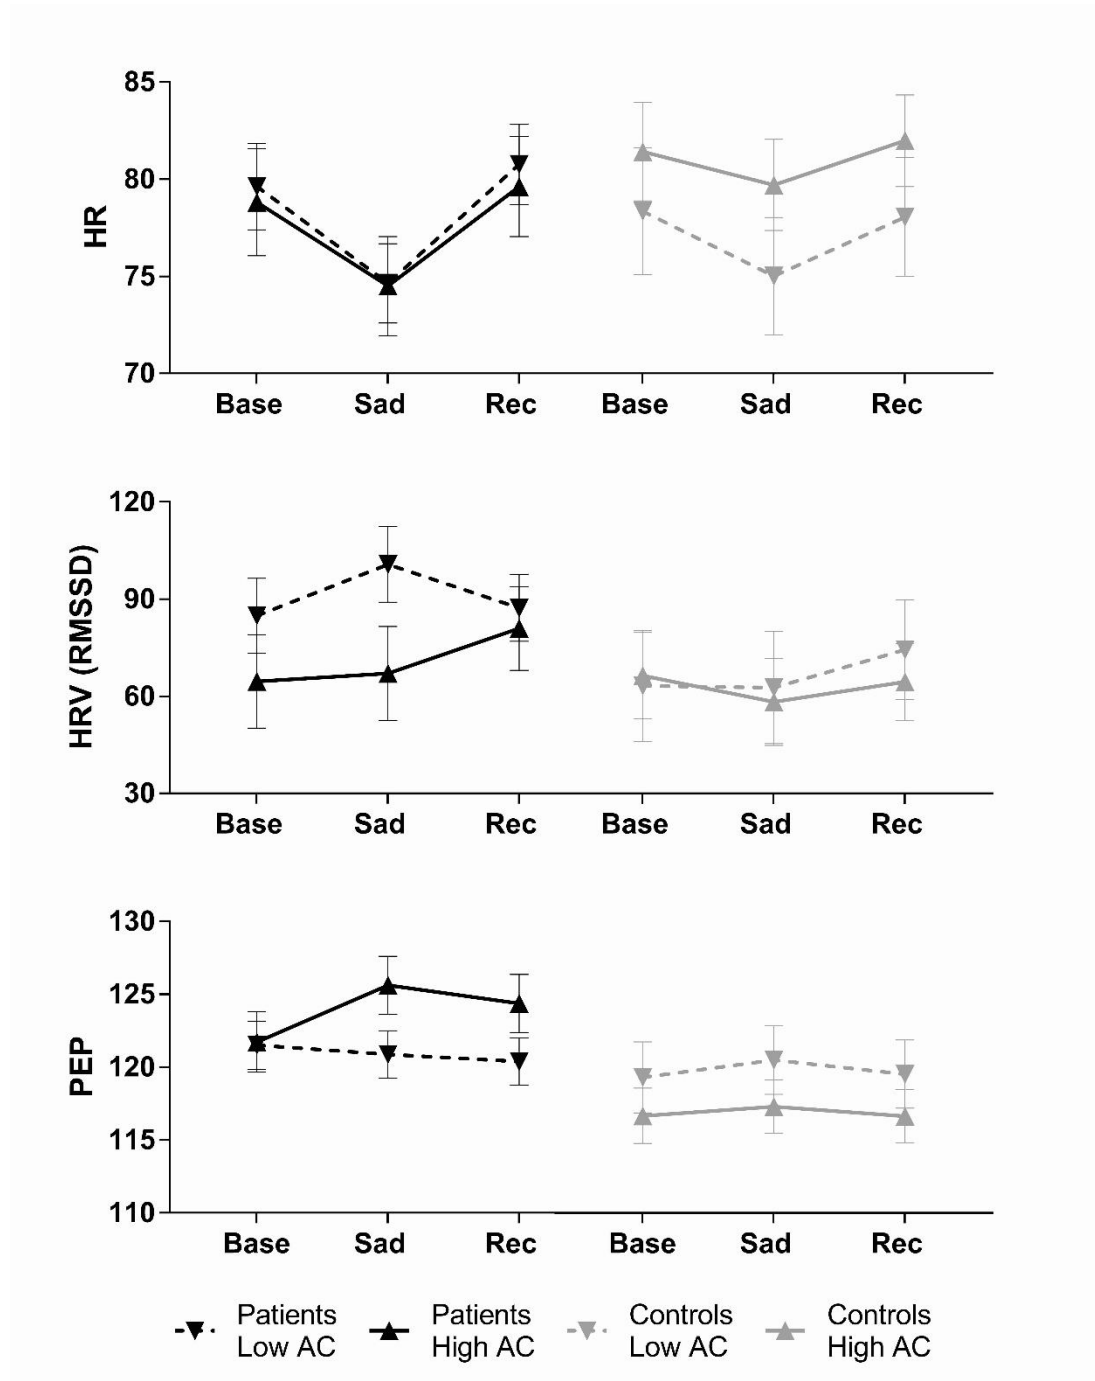 85
80
75
70
HR
Base Sad Rec Base Sad Rec
120
90
60
30
HRV (RMSSD)
Base Sad Rec Base Sad Rec
130
125
120
115
110
PEP
Base Sad Rec Base Sad Rec
Patients Low AC
Patients High AC
Controls Low AC
Controls High AC